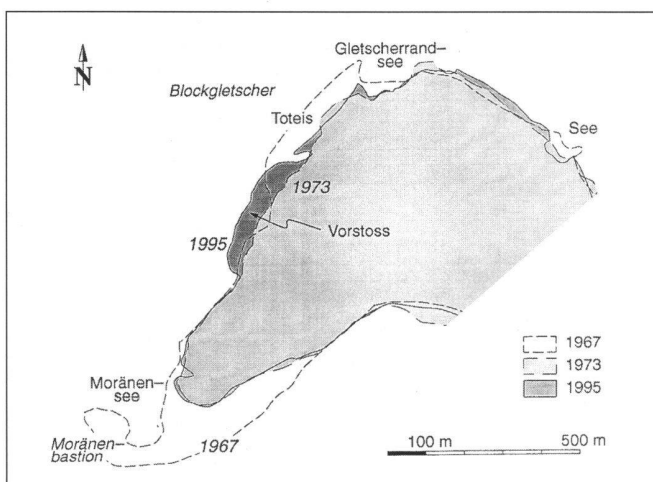 Gletscherrand-
see
N
Blockgletscher
Toteis
See
1973
Vorstoss
1995
1967
1973
1995
Moränen-
see
Moränen-
bastion
1967
100 m
500 m